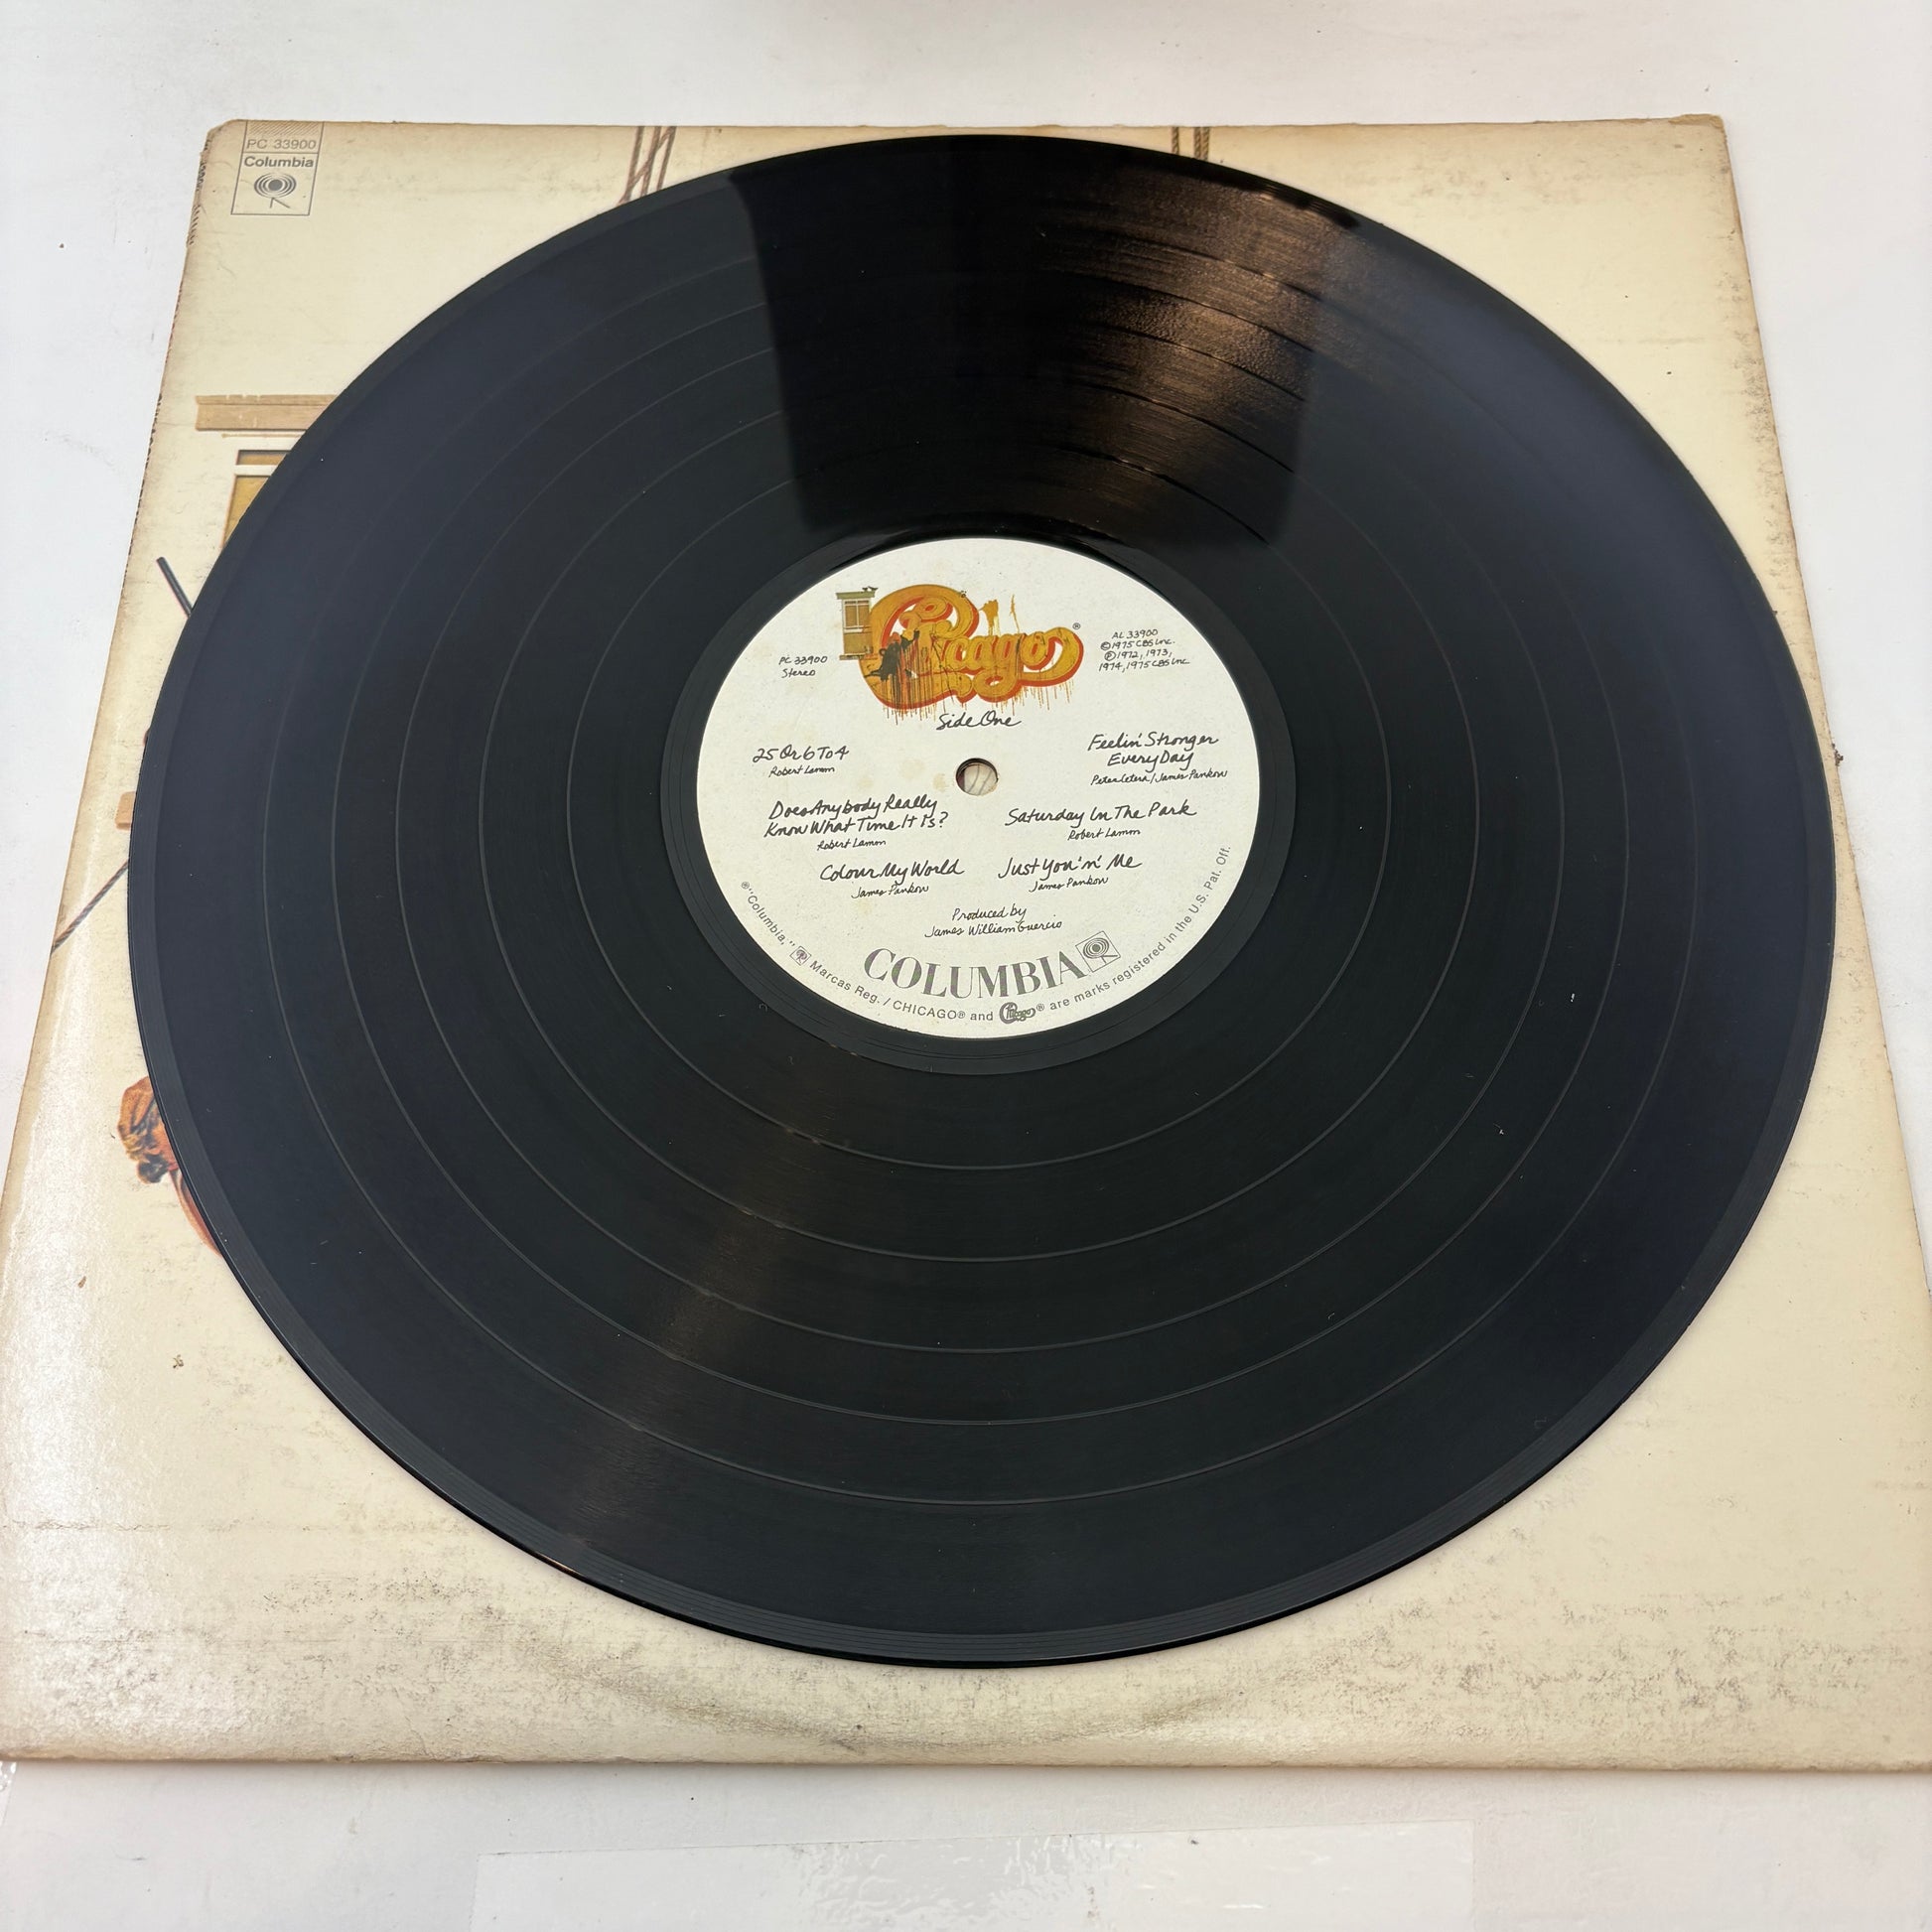 PC 33900
Columbia
Chicago®
PC 33900
Stereo
AL 33900
©1975 CBS Inc.
℗1972, 1973,
1974, 1975 CBS Inc.
Side One
25 Or 6 To 4
Robert Lamm
Does Anybody Really
Know What Time It Is?
Robert Lamm
Colour My World
James Pankow
Feelin' Stronger
Every Day
Peter Cetera/James Pankow
Saturday In The Park
Robert Lamm
Just You 'n' Me
James Pankow
Produced by
James William Guercio
COLUMBIA
®"Columbia," Marcas Reg. / CHICAGO® and Chicago® are marks registered in the U.S. Pat. Off.